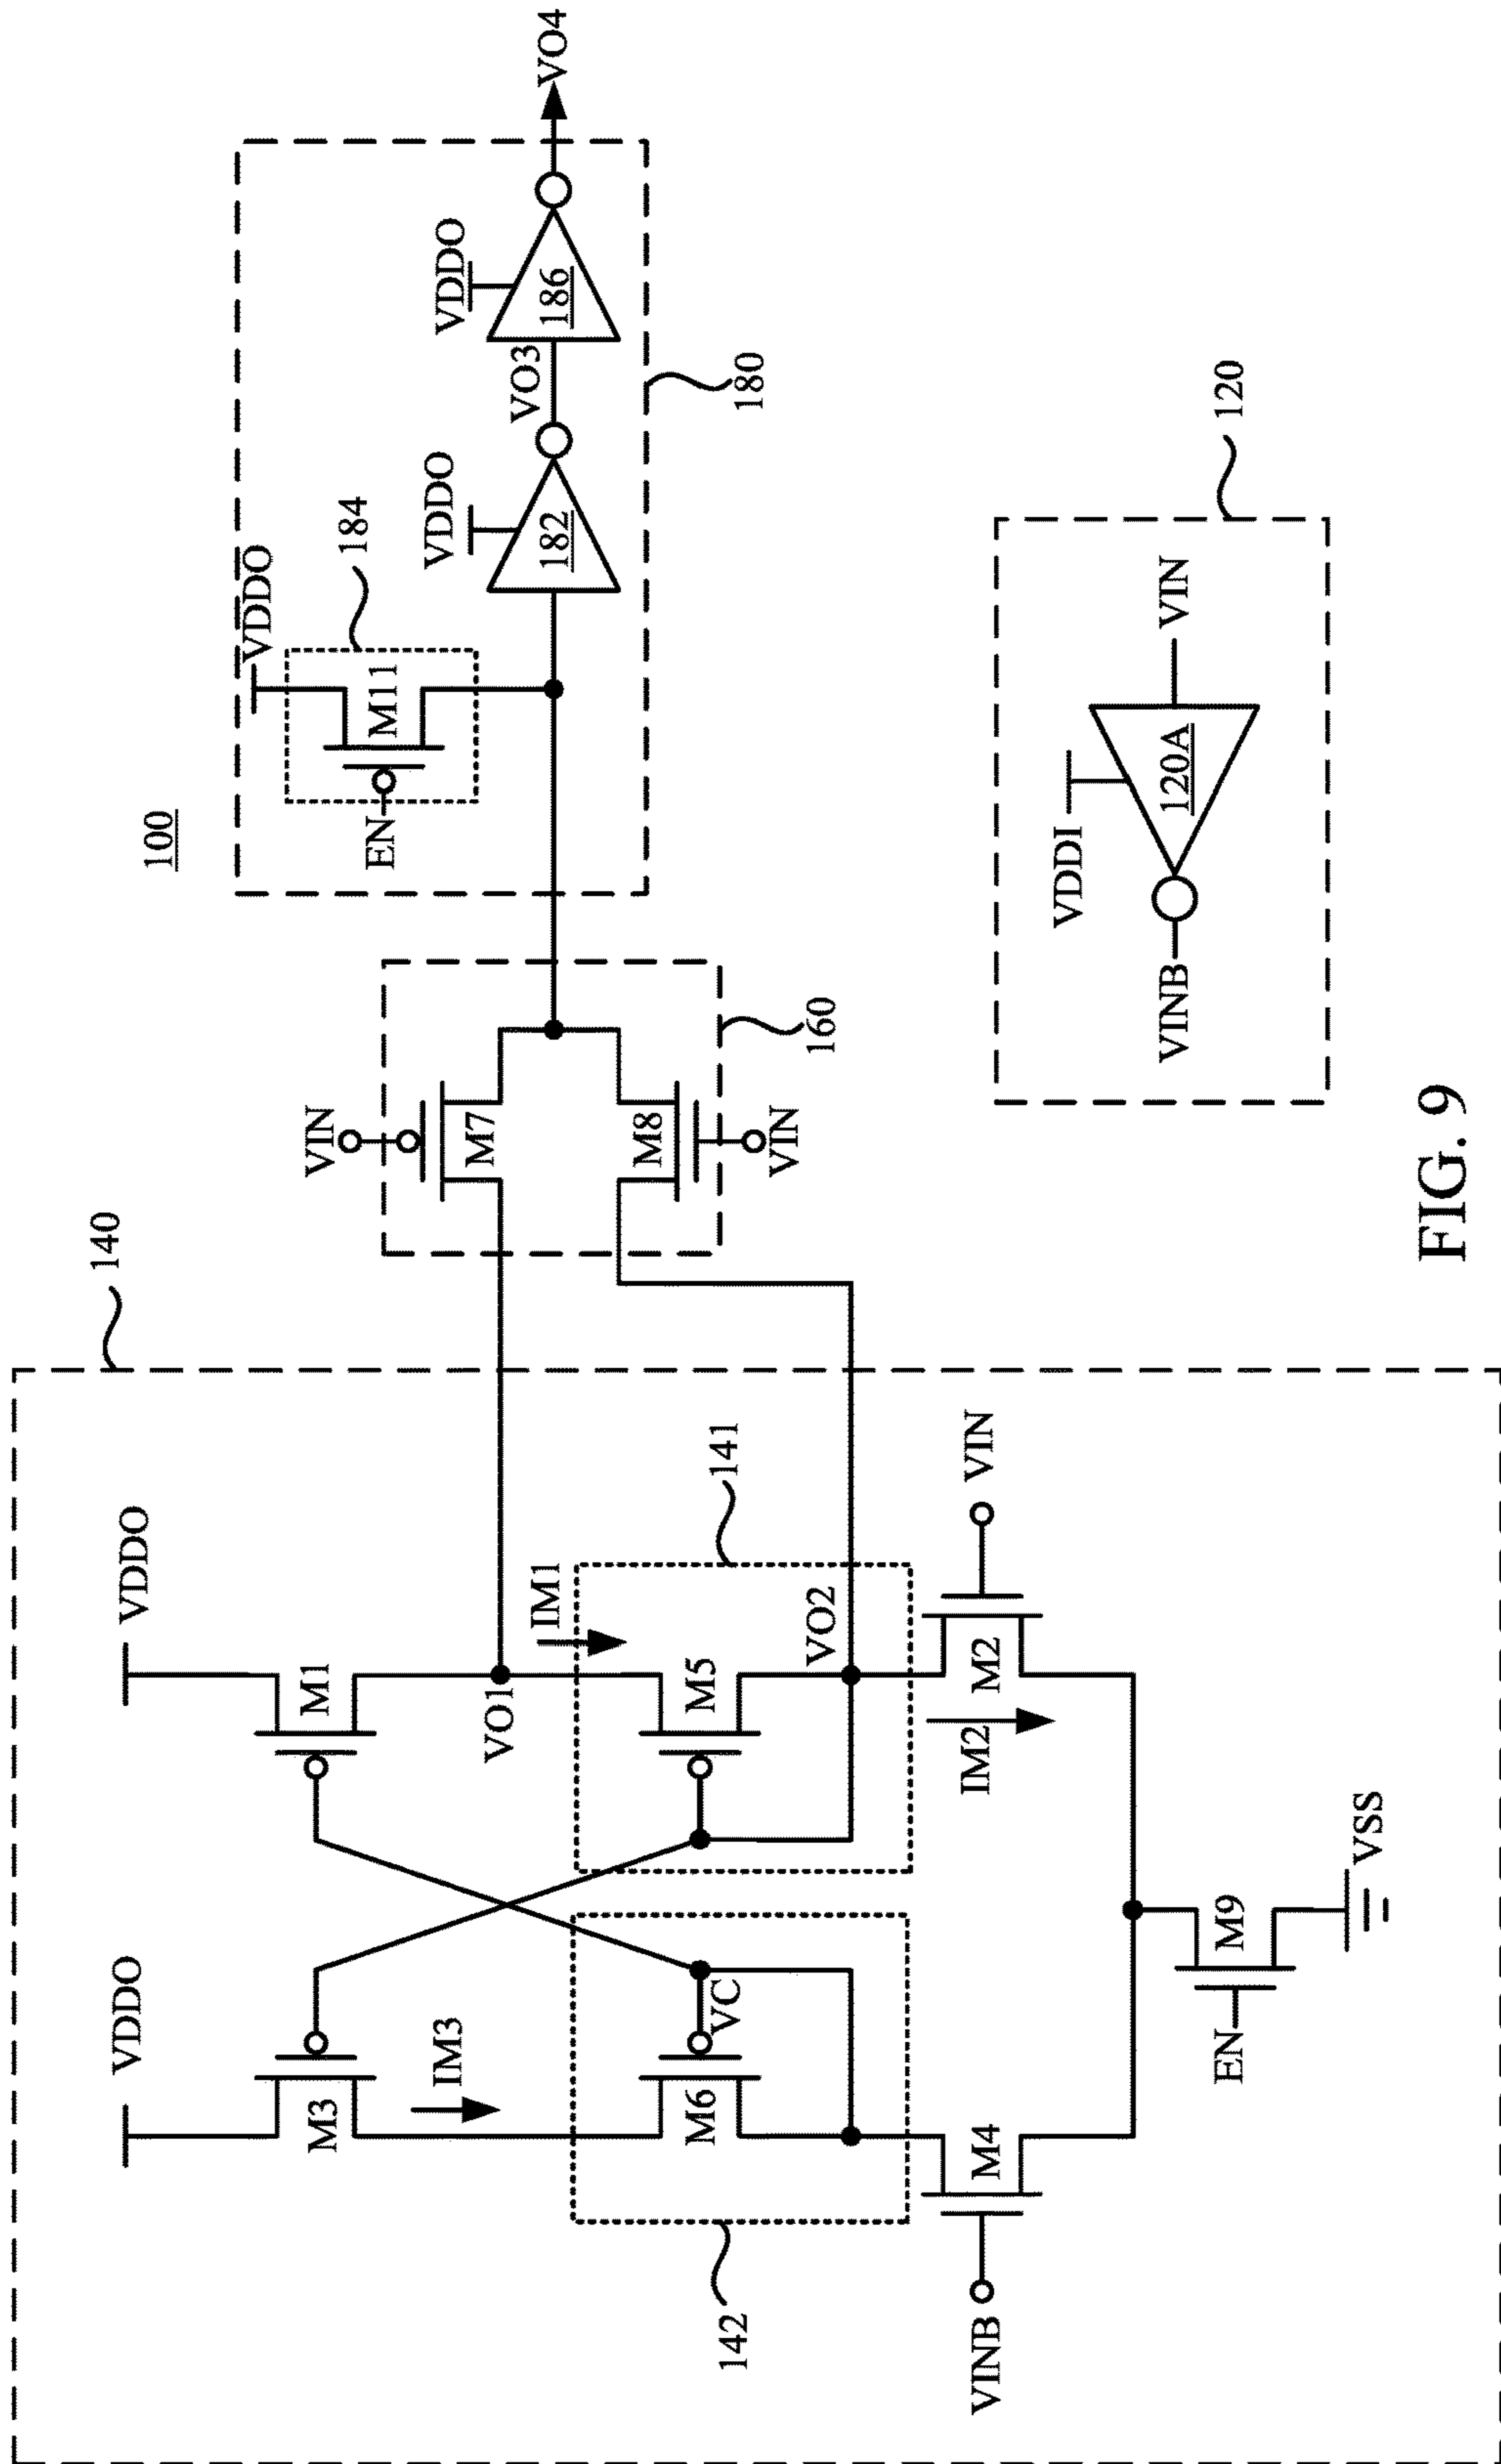 100
140
VDDO
VDDO
M3
M1
IM3
VO1
IM1
141
142
VC
M6
M5
VO2
VINB
M4
IM2
M2
VIN
EN
M9
VSS
VIN
M7
M8
VIN
160
VDDO
184
EN
M11
VDDO
182
VO3
VDDO
186
VO4
180
120
VDDI
VINB
120A
VIN
FIG. 9